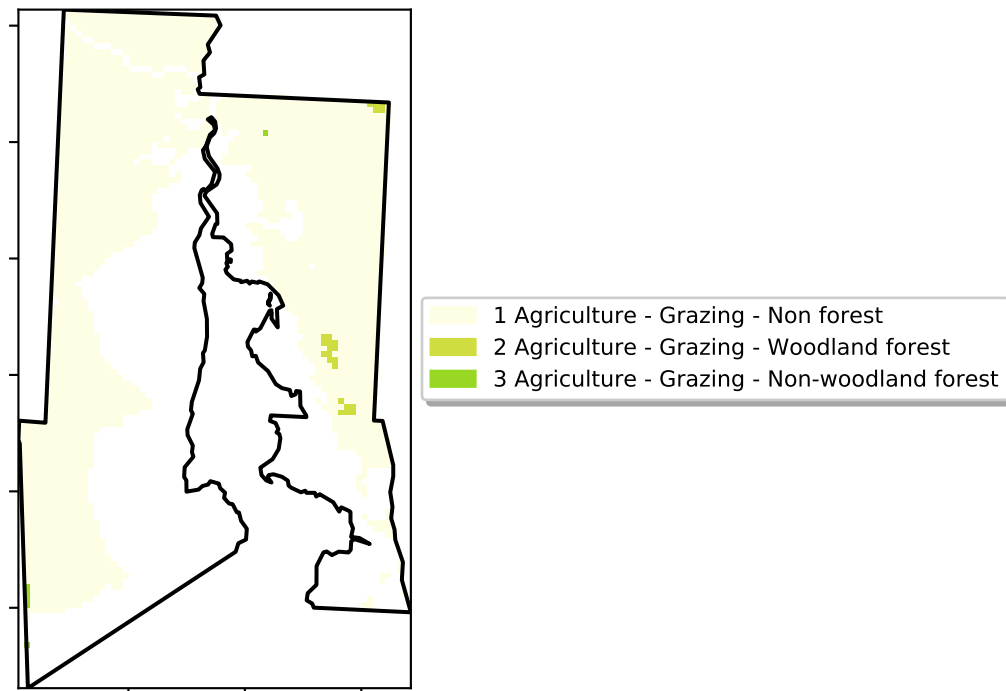 1 Agriculture - Grazing - Non forest
2 Agriculture - Grazing - Woodland forest
3 Agriculture - Grazing - Non-woodland forest